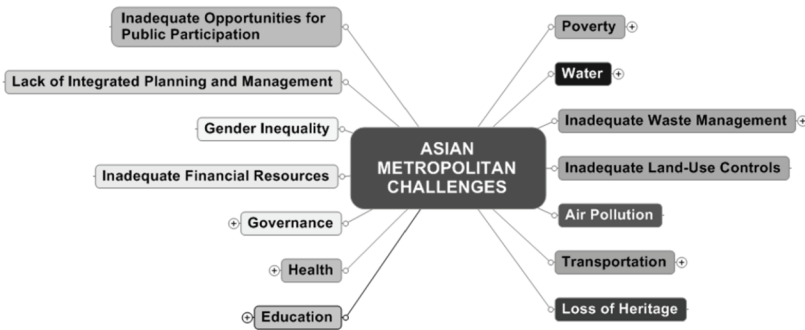 Inadequate Opportunities for
Public Participation
Lack of Integrated Planning and Management
Gender Inequality
Inadequate Financial Resources
Governance
Health
Education
ASIAN
METROPOLITAN
CHALLENGES
Poverty
Water
Inadequate Waste Management
Inadequate Land-Use Controls
Air Pollution
Transportation
Loss of Heritage